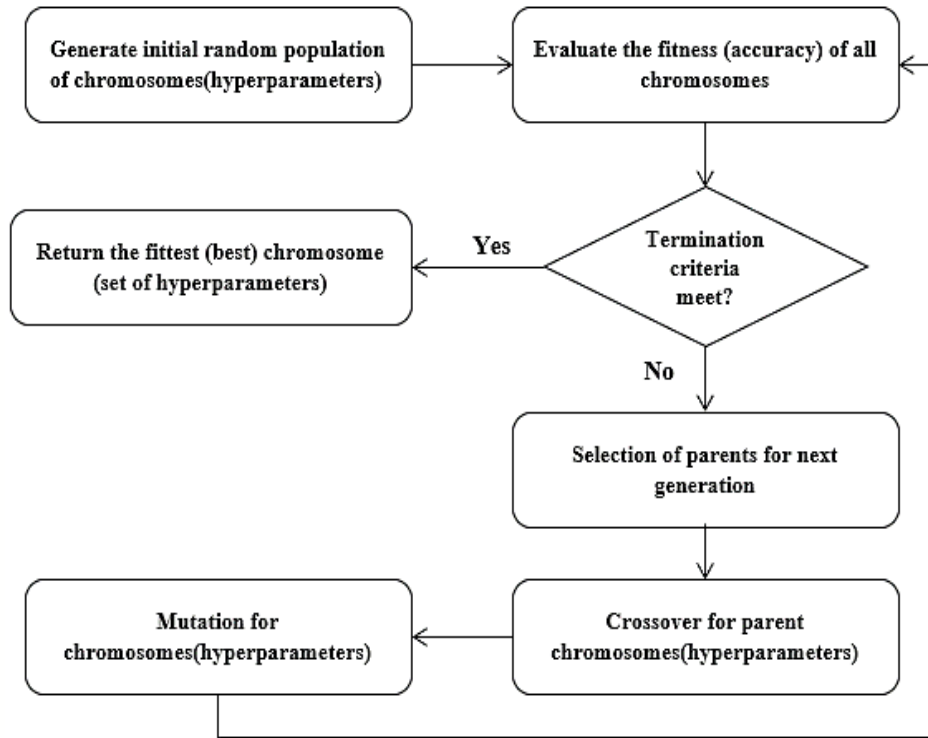 Generate initial random population
of chromosomes(hyperparameters)
Evaluate the fitness (accuracy) of all
chromosomes
Termination
criteria
meet?
Yes
Return the fittest (best) chromosome
(set of hyperparameters)
No
Selection of parents for next
generation
Crossover for parent
chromosomes(hyperparameters)
Mutation for
chromosomes(hyperparameters)